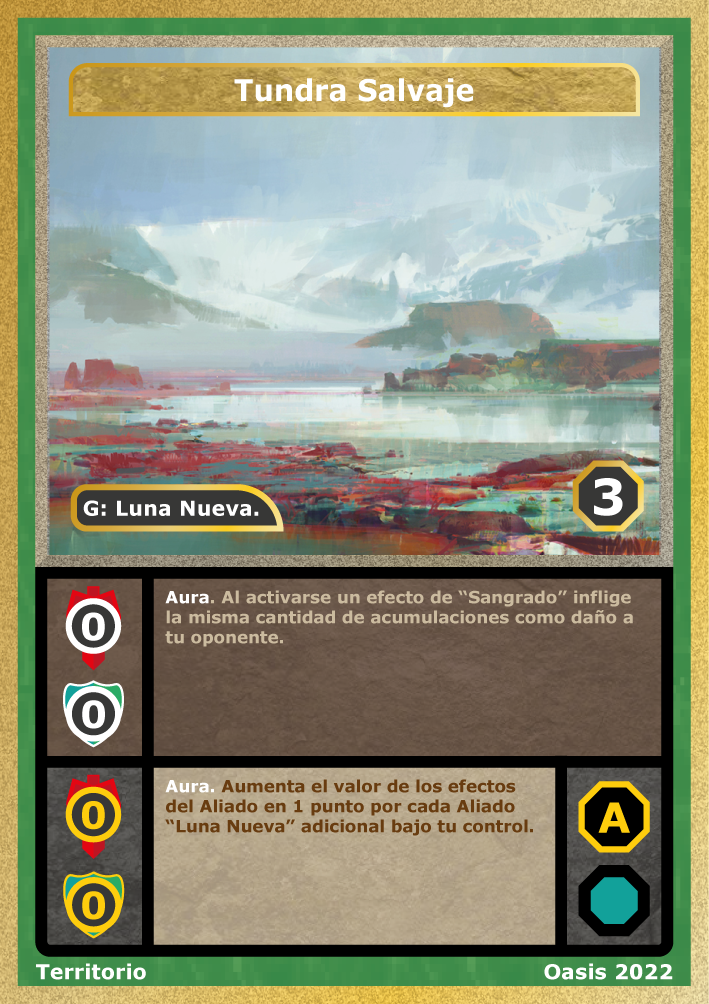 Tundra Salvaje
G: Luna Nueva.
3
0
Aura. Al activarse un efecto de “Sangrado” inflige
la misma cantidad de acumulaciones como daño a
tu oponente.
0
0
Aura. Aumenta el valor de los efectos
del Aliado en 1 punto por cada Aliado
“Luna Nueva” adicional bajo tu control.
A
0
Territorio
Oasis 2022